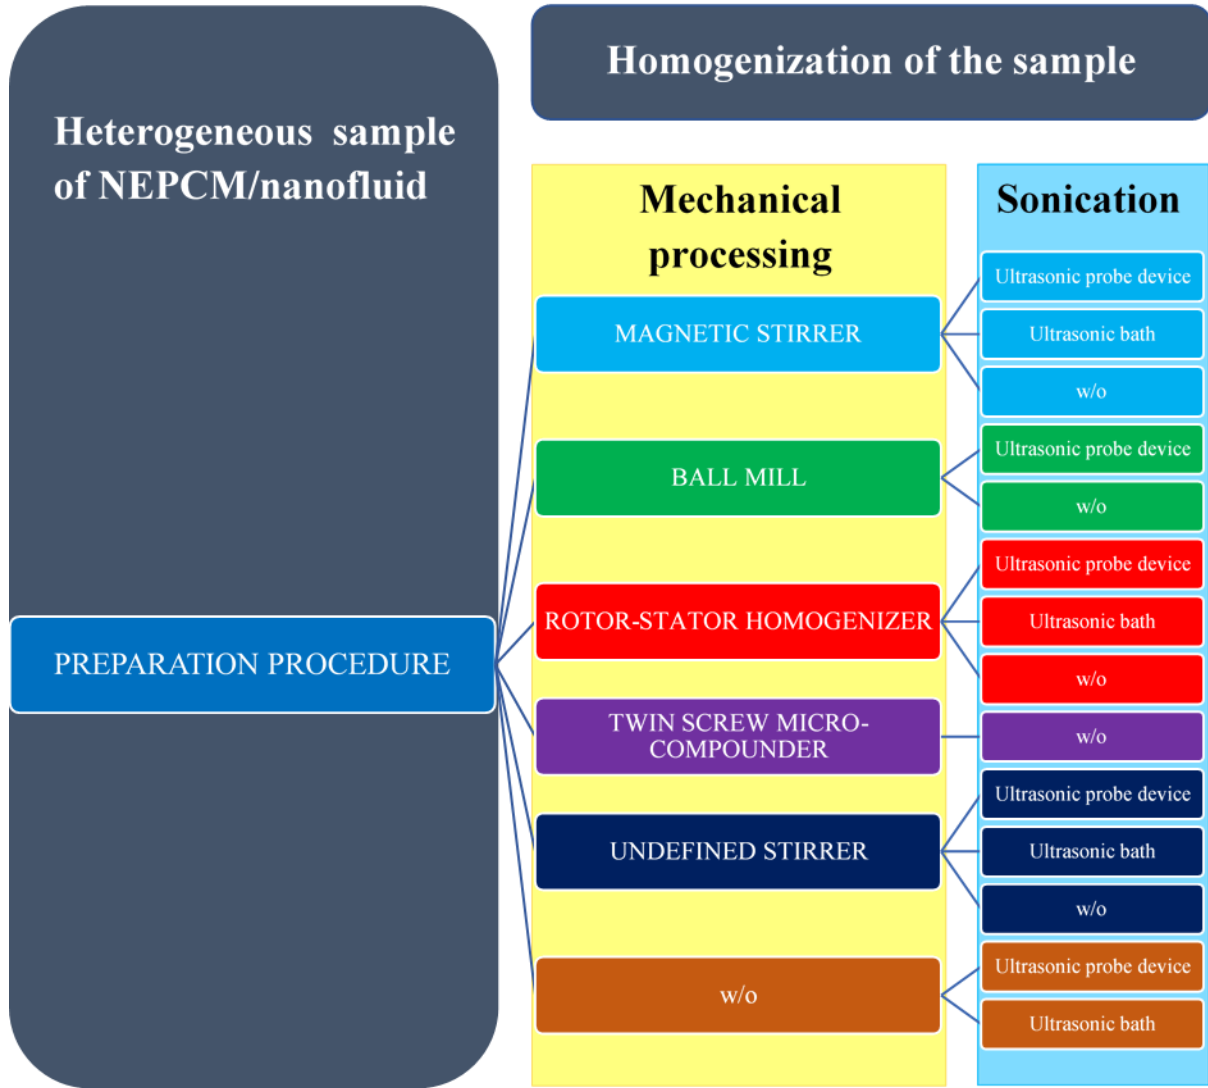 Heterogeneous sample
of NEPCM/nanofluid
PREPARATION PROCEDURE
Homogenization of the sample
Mechanical
processing
Sonication
MAGNETIC STIRRER
Ultrasonic probe device
Ultrasonic bath
w/o
BALL MILL
Ultrasonic probe device
w/o
ROTOR-STATOR HOMOGENIZER
Ultrasonic probe device
Ultrasonic bath
w/o
TWIN SCREW MICRO-
COMPOUNDER
w/o
UNDEFINED STIRRER
Ultrasonic probe device
Ultrasonic bath
w/o
w/o
Ultrasonic probe device
Ultrasonic bath